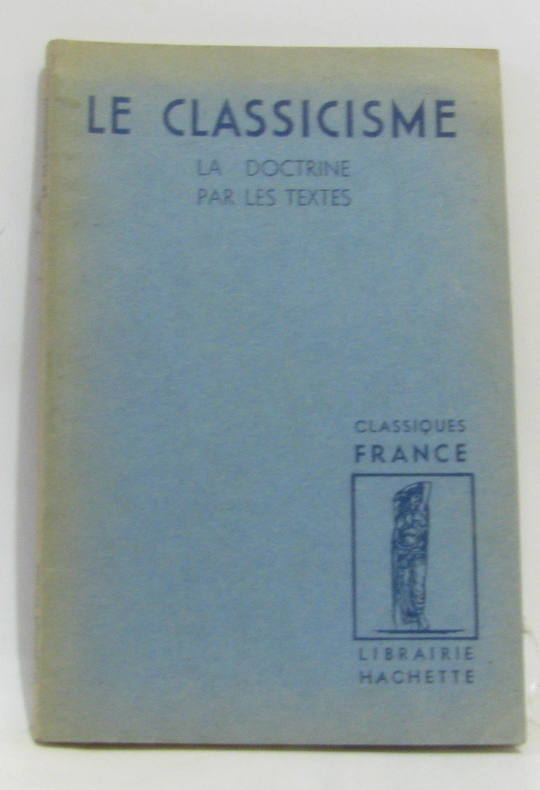 LE CLASSICISME
LA DOCTRINE
PAR LES TEXTES
CLASSIQUES
FRANCE
LIBRAIRIE
HACHETTE